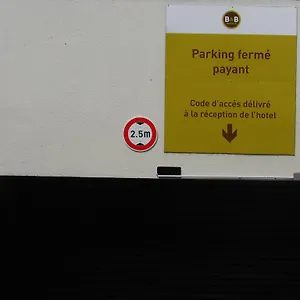 B&B
Parking fermé
payant
Code d'accès délivré
à la réception de l'hotel
2.5m